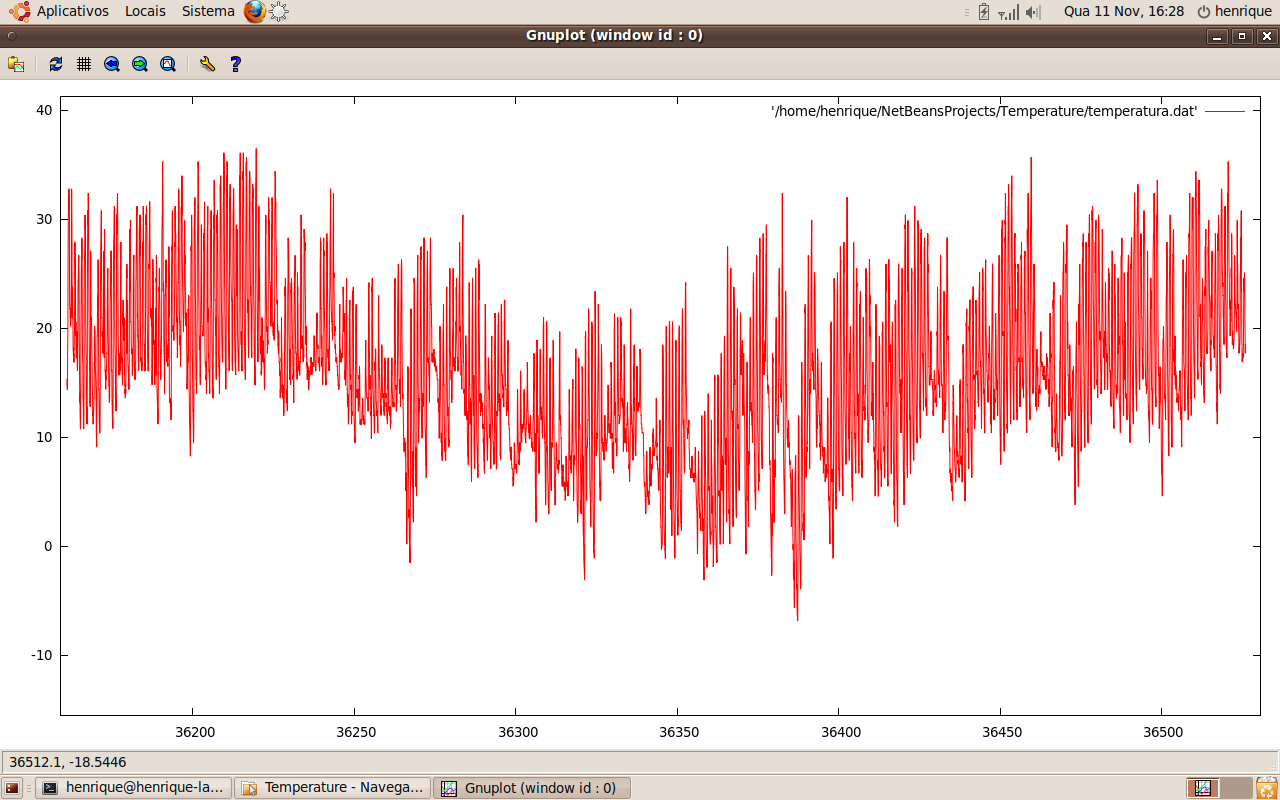 Aplicativos Locais Sistema Qua 11 Nov, 16:28 henrique
Gnuplot (window id : 0)
?
'/home/henrique/NetBeansProjects/Temperature/temperatura.dat'
40
30
20
10
0
-10
36200 36250 36300 36350 36400 36450 36500
36512.1, -18.5446
henrique@henrique-la... Temperature - Navega... Gnuplot (window id : 0)